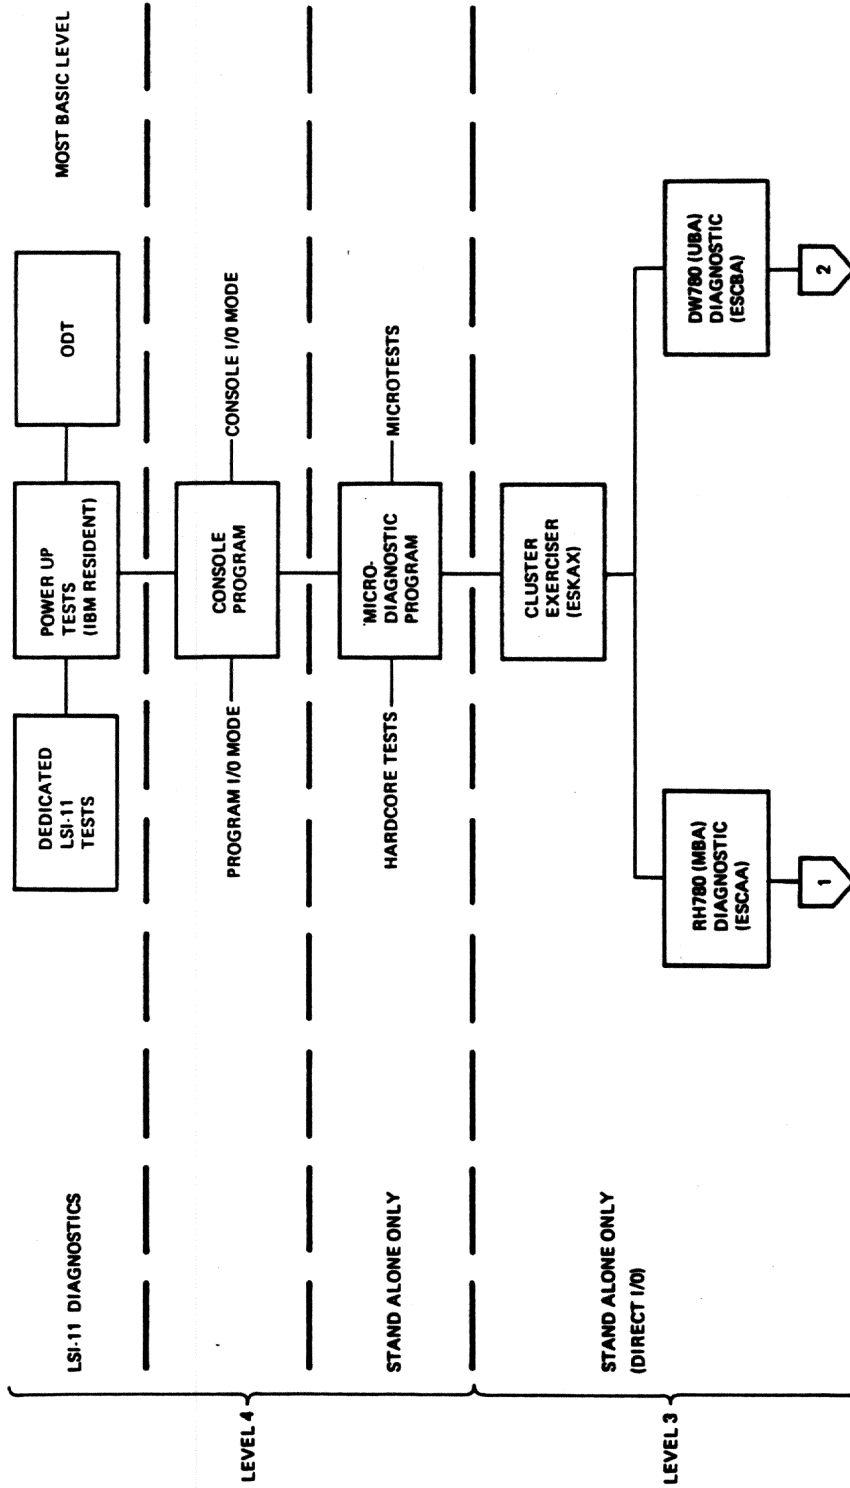 LSI-11 DIAGNOSTICS
MOST BASIC LEVEL
DEDICATED
LSI-11
TESTS
POWER UP
TESTS
(IBM RESIDENT)
ODT
LEVEL 4
PROGRAM I/O MODE
CONSOLE
PROGRAM
CONSOLE I/O MODE
STAND ALONE ONLY
HARDCORE TESTS
MICRO-
DIAGNOSTIC
PROGRAM
MICROTESTS
LEVEL 3
STAND ALONE ONLY
(DIRECT I/O)
CLUSTER
EXERCISER
(ESKAX)
RH780 (MBA)
DIAGNOSTIC
(ESCAA)
DW780 (UBA)
DIAGNOSTIC
(ESCBA)
1
2